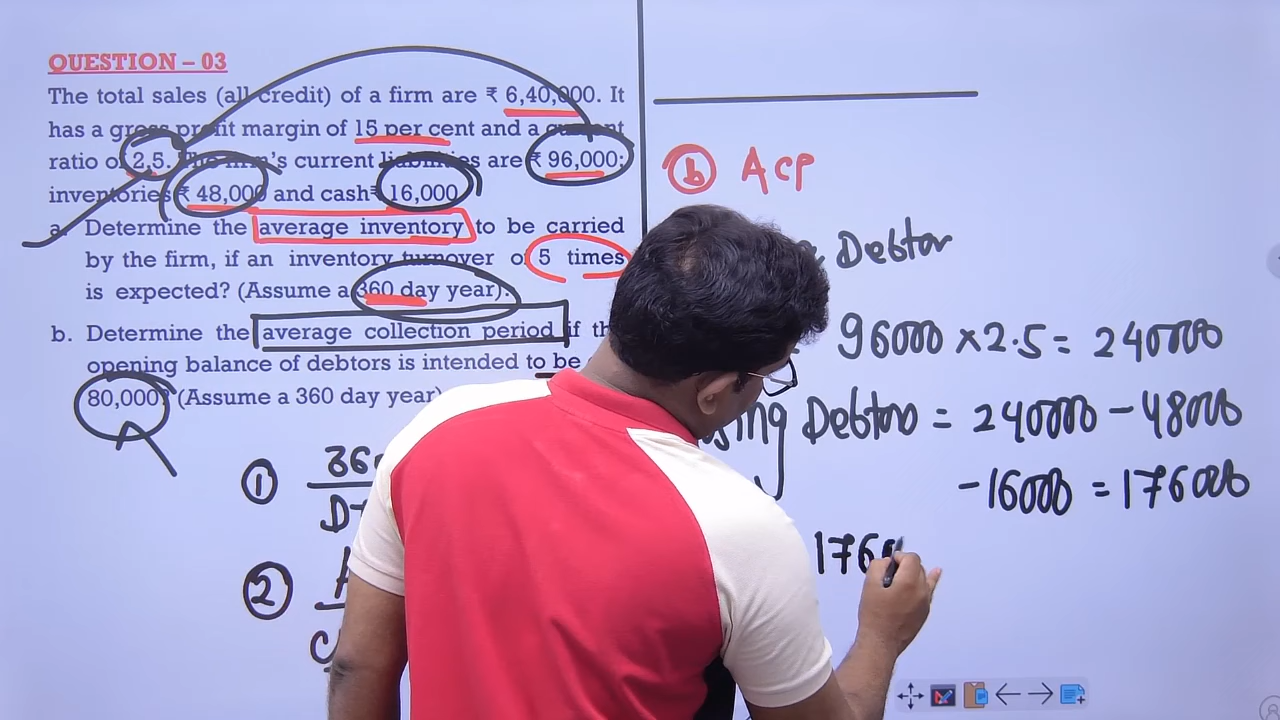 QUESTION – 03
The total sales (all credit) of a firm are ₹ 6,40,000. It
has a gross profit margin of 15 per cent and a current
ratio of 2.5. The firm's current liabilities are ₹ 96,000;
inventories ₹ 48,000 and cash ₹ 16,000
a. Determine the average inventory to be carried
by the firm, if an inventory turnover of 5 times
is expected? (Assume a 360 day year).
b. Determine the average collection period if
opening balance of debtors is intended to be
80,000? (Assume a 360 day year)
① 360
D
②
b ACP
Debtor
96000 × 2.5 = 240000
Debtor = 240000 - 48000
- 16000 = 176000
1760